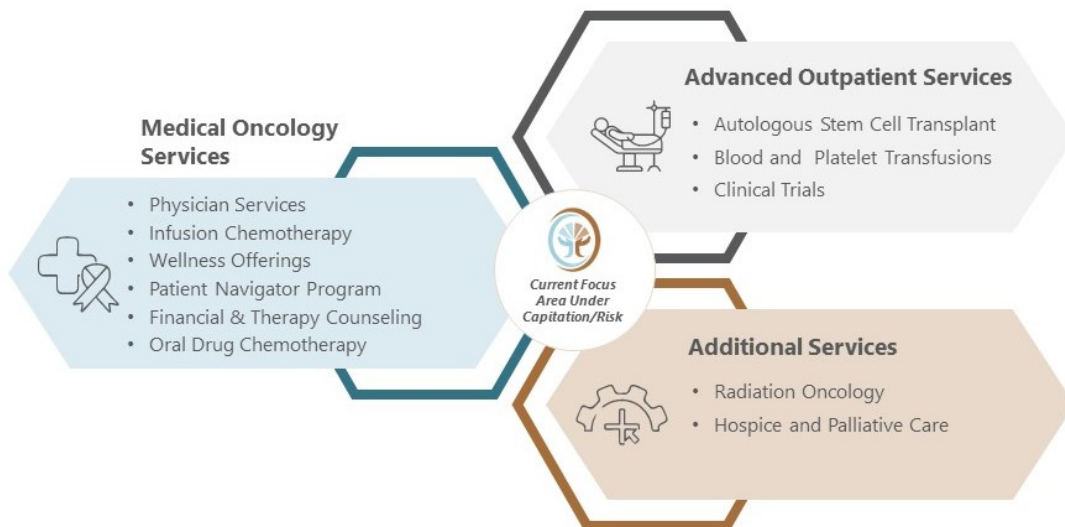 Medical Oncology
Services
• Physician Services
• Infusion Chemotherapy
• Wellness Offerings
• Patient Navigator Program
• Financial & Therapy Counseling
• Oral Drug Chemotherapy
Current Focus
Area Under
Capitation/Risk
Advanced Outpatient Services
• Autologous Stem Cell Transplant
• Blood and Platelet Transfusions
• Clinical Trials
Additional Services
• Radiation Oncology
• Hospice and Palliative Care